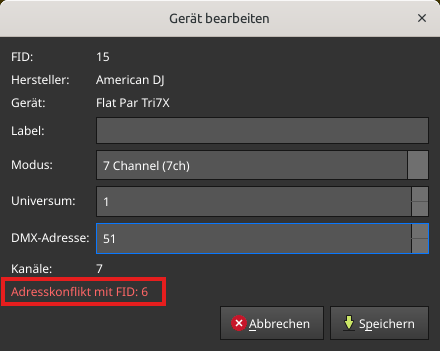 Gerät bearbeiten
FID: 15
Hersteller: American DJ
Gerät: Flat Par Tri7X
Label:
Modus: 7 Channel (7ch)
Universum: 1
DMX-Adresse: 51
Kanäle: 7
Adresskonflikt mit FID: 6
Abbrechen Speichern